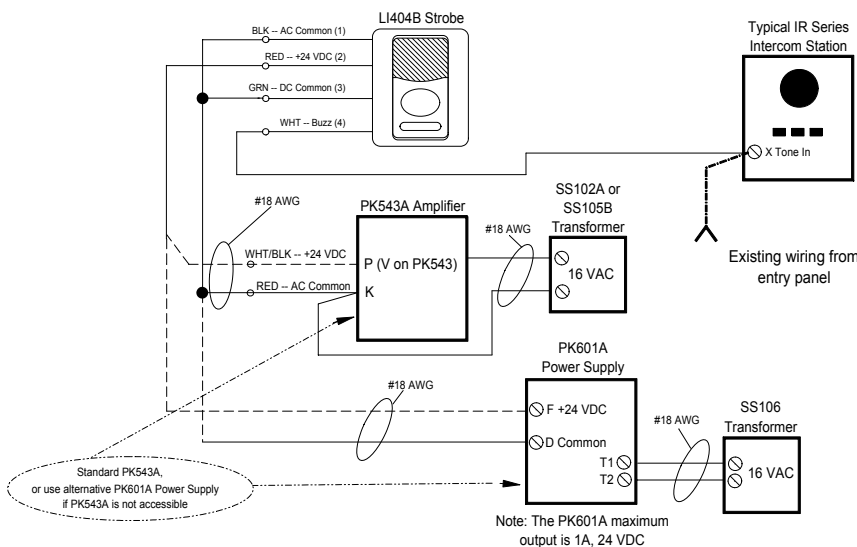 LI404B Strobe
BLK -- AC Common (1)
RED -- +24 VDC (2)
GRN -- DC Common (3)
WHT -- Buzz (4)
Typical IR Series
Intercom Station
X Tone In
Existing wiring from
entry panel
#18 AWG
PK543A Amplifier
WHT/BLK -- +24 VDC
P (V on PK543)
RED -- AC Common
K
#18 AWG
SS102A or
SS105B
Transformer
16 VAC
PK601A
Power Supply
#18 AWG
F +24 VDC
D Common
T1
T2
#18 AWG
SS106
Transformer
16 VAC
Standard PK543A,
or use alternative PK601A Power Supply
if PK543A is not accessible
Note: The PK601A maximum
output is 1A, 24 VDC